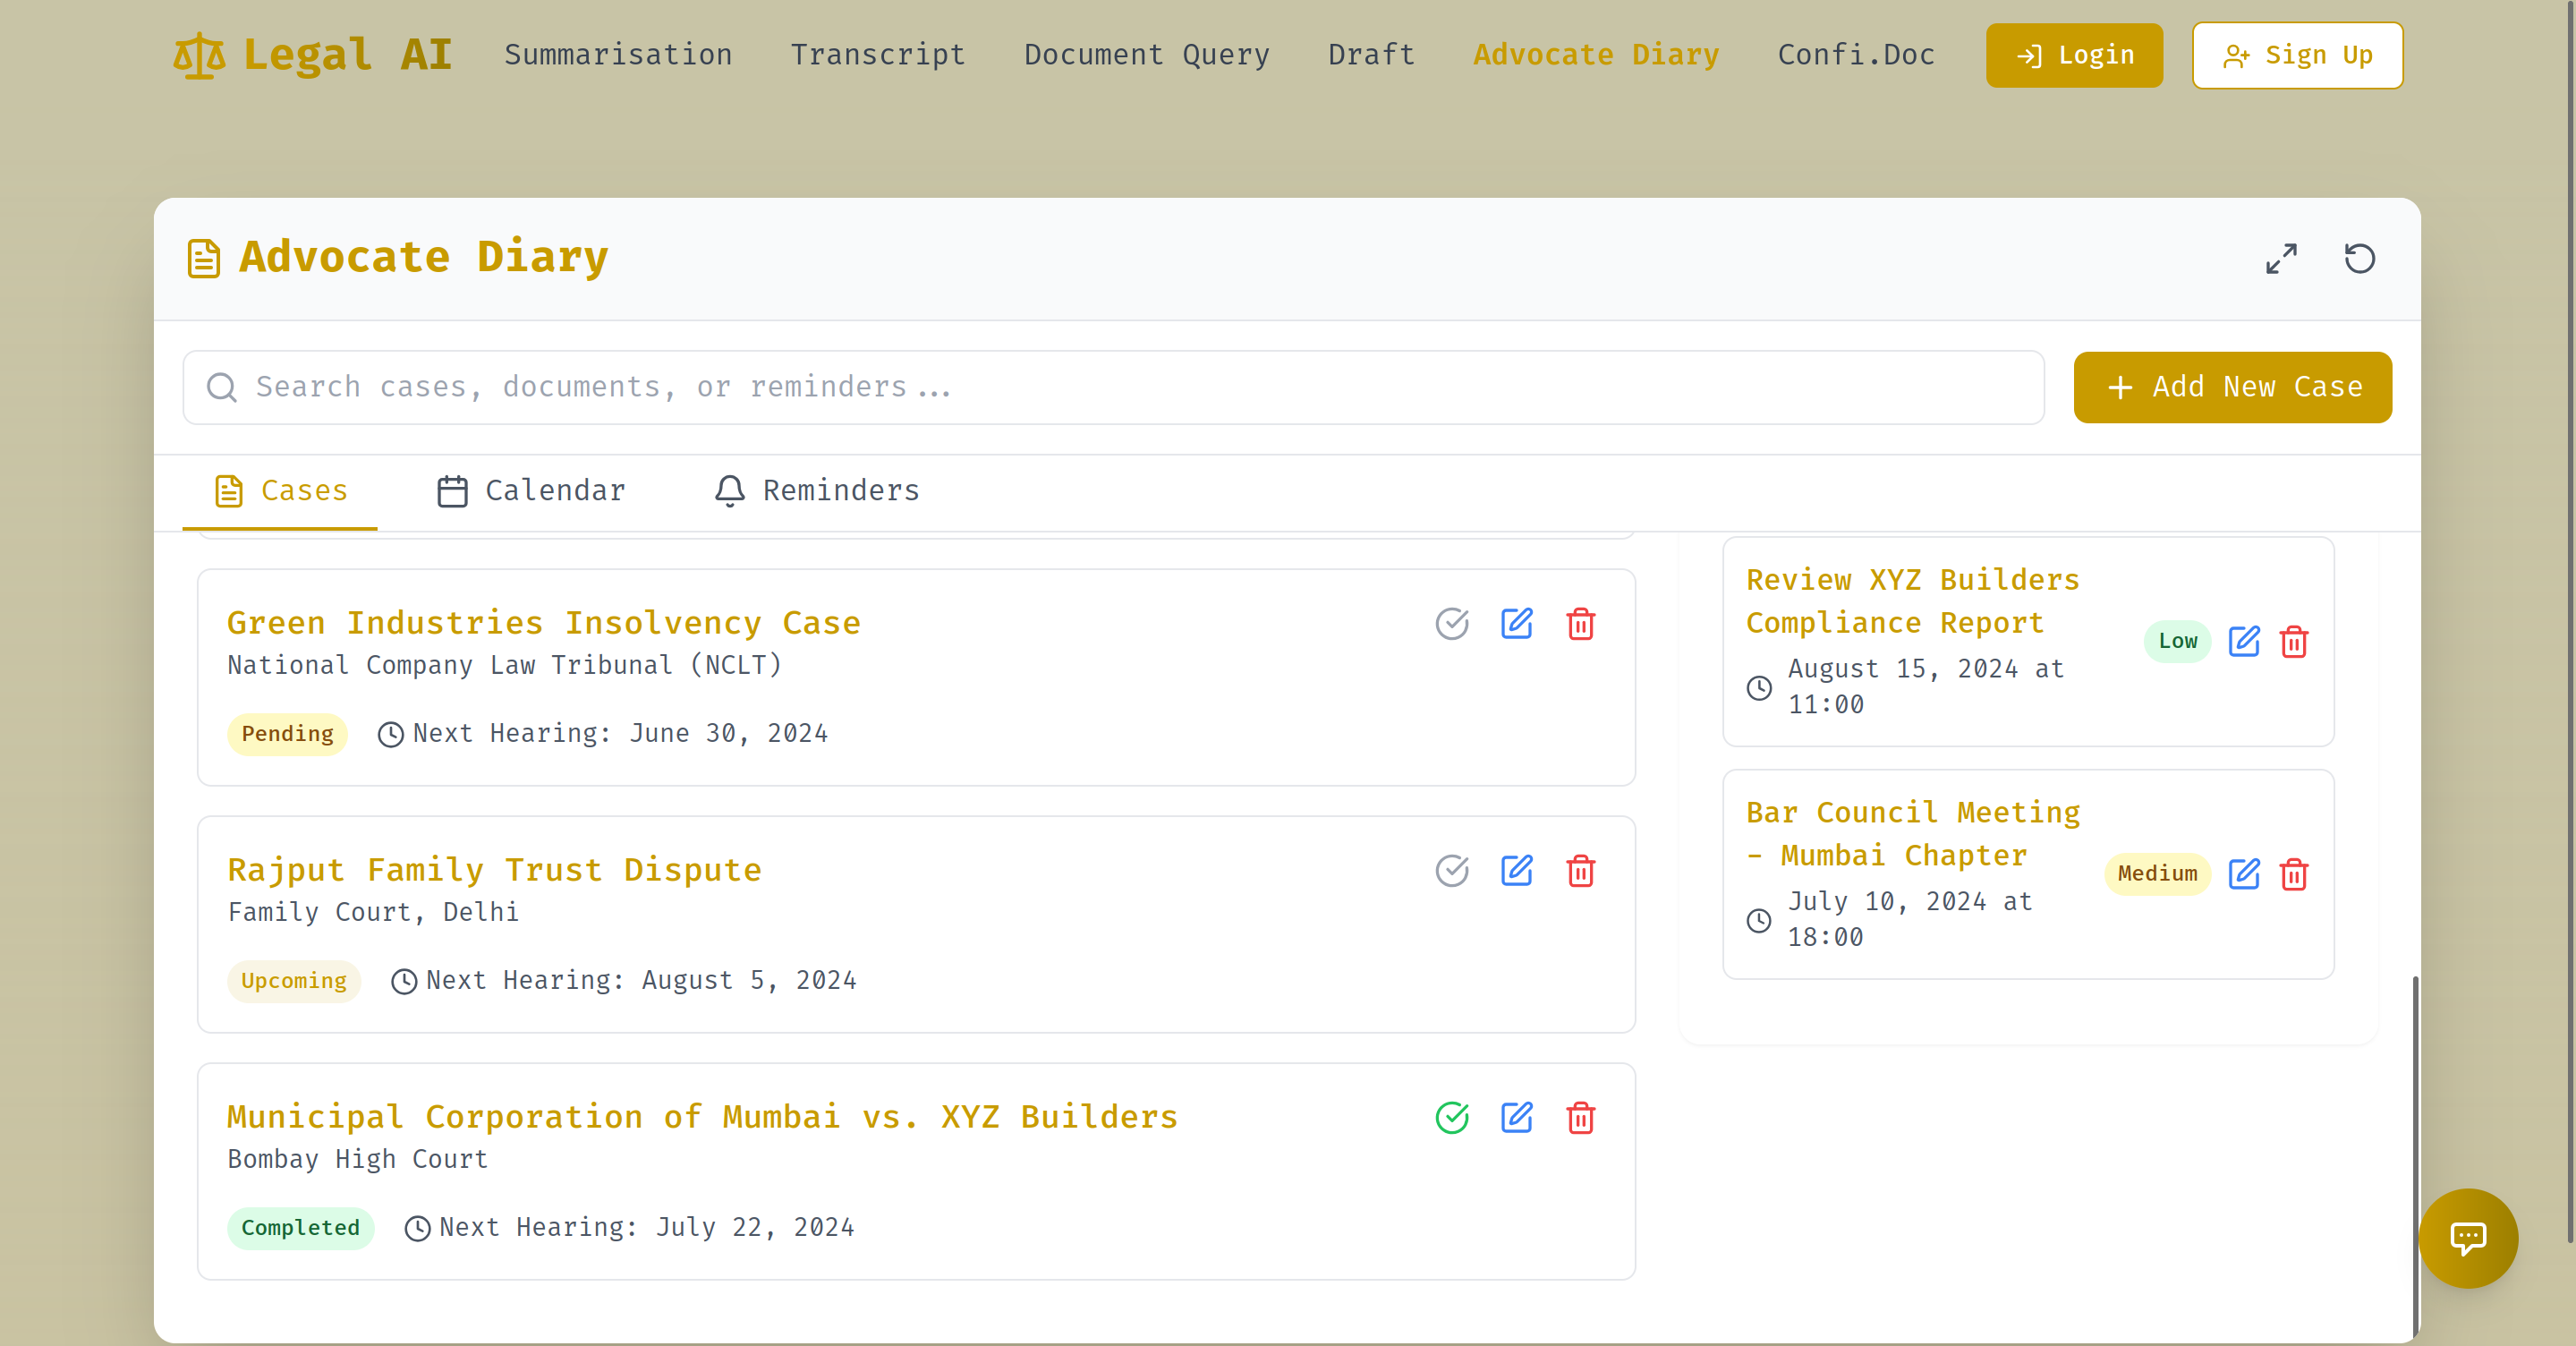 Legal AI
Summarisation
Transcript
Document Query
Draft
Advocate Diary
Confi.Doc
Login
Sign Up
Advocate Diary
Search cases, documents, or reminders...
Add New Case
Cases
Calendar
Reminders
Green Industries Insolvency Case
National Company Law Tribunal (NCLT)
Pending
Next Hearing: June 30, 2024
Rajput Family Trust Dispute
Family Court, Delhi
Upcoming
Next Hearing: August 5, 2024
Municipal Corporation of Mumbai vs. XYZ Builders
Bombay High Court
Completed
Next Hearing: July 22, 2024
Review XYZ Builders
Compliance Report
August 15, 2024 at
11:00
Low
Bar Council Meeting
- Mumbai Chapter
July 10, 2024 at
18:00
Medium